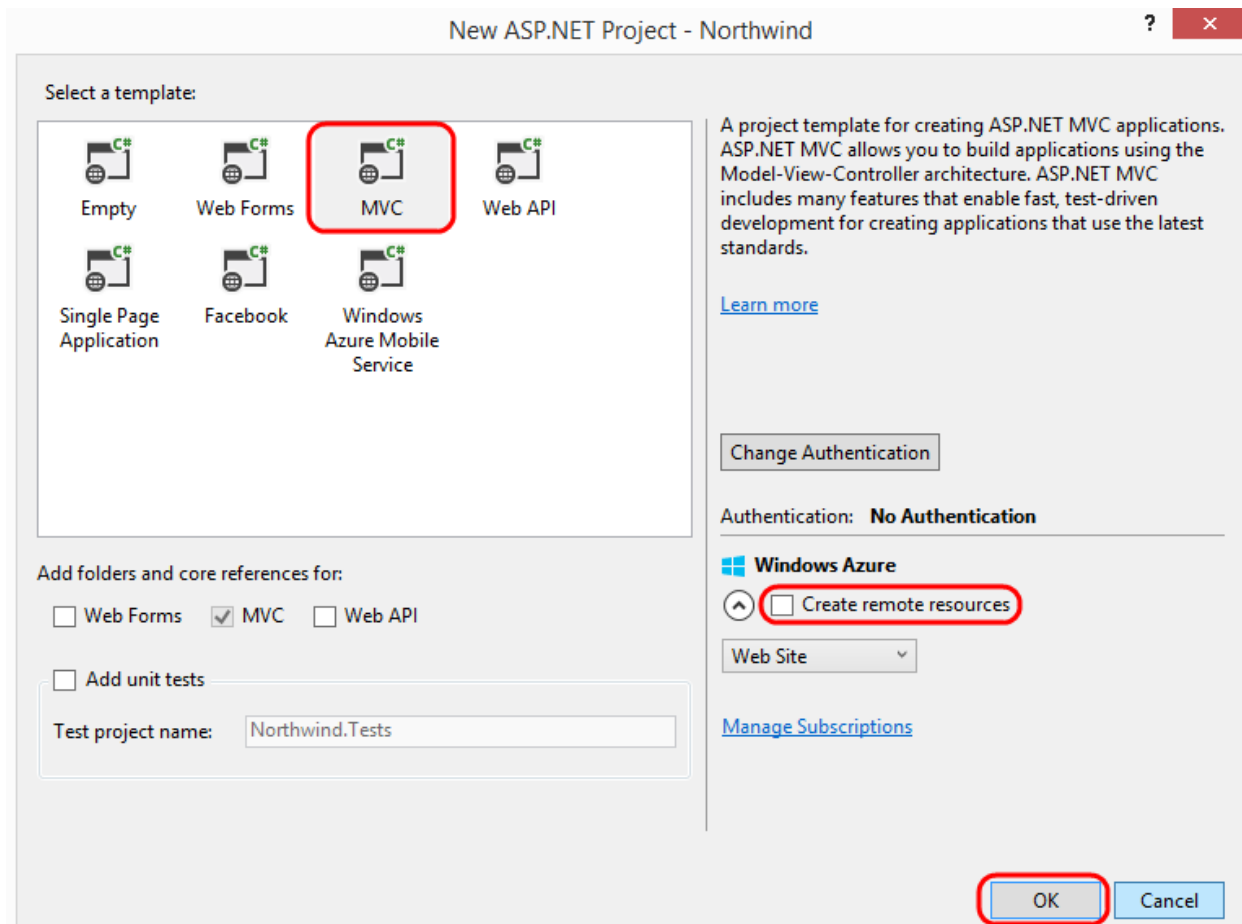 New ASP.NET Project - Northwind
?
Select a template:
C#
C#
C#
C#
Empty
Web Forms
MVC
Web API
C#
C#
C#
Single Page
Application
Facebook
Windows
Azure Mobile
Service
A project template for creating ASP.NET MVC applications.
ASP.NET MVC allows you to build applications using the
Model-View-Controller architecture. ASP.NET MVC
includes many features that enable fast, test-driven
development for creating applications that use the latest
standards.
Learn more
Change Authentication
Authentication: No Authentication
Add folders and core references for:
Web Forms
MVC
Web API
Add unit tests
Test project name:
Northwind.Tests
Windows Azure
Create remote resources
Web Site
Manage Subscriptions
OK
Cancel